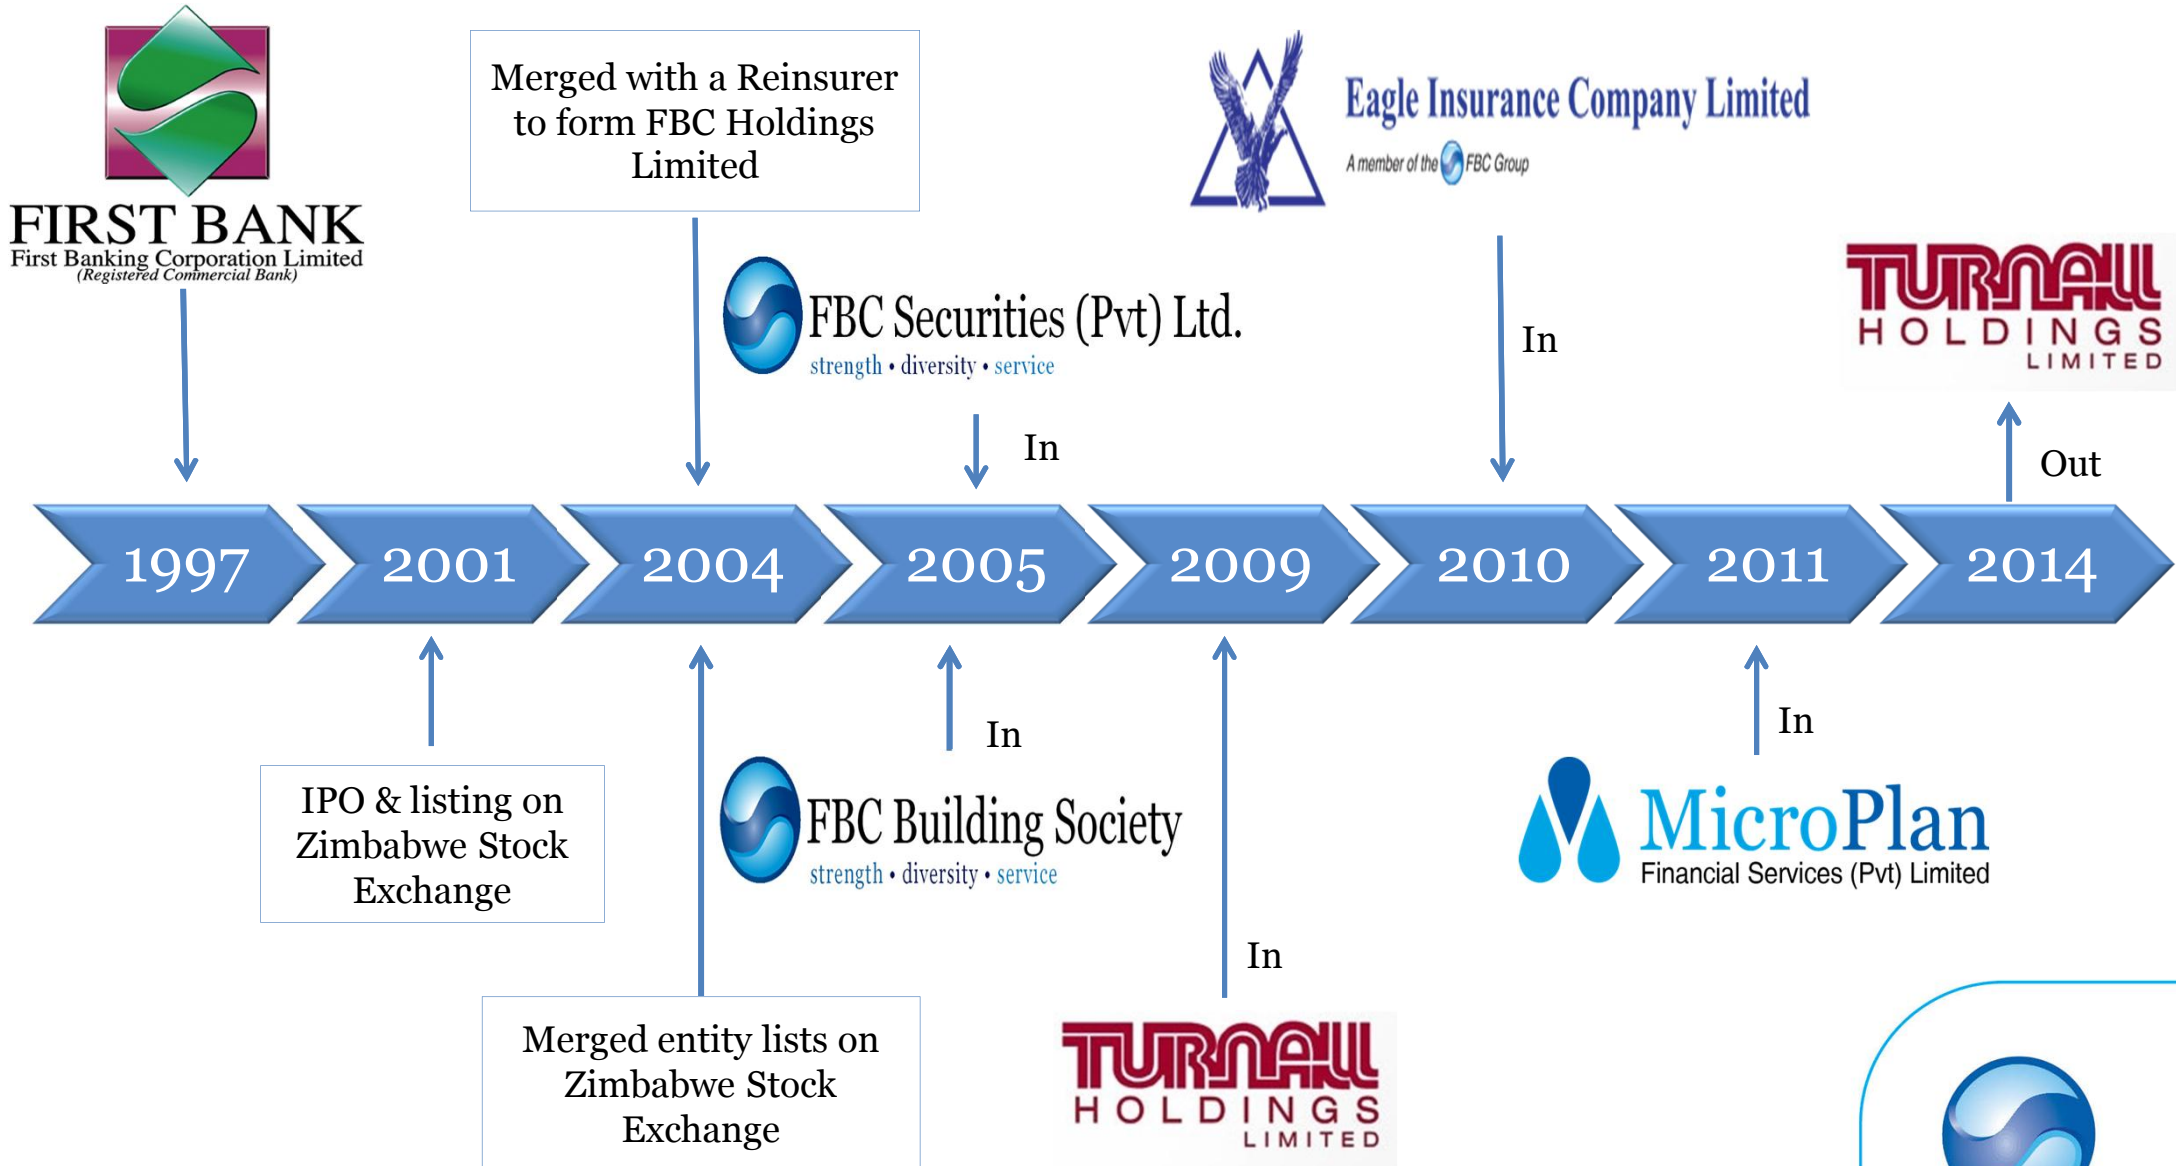 FIRST BANK
First Banking Corporation Limited
(Registered Commercial Bank)
Merged with a Reinsurer
to form FBC Holdings
Limited
Eagle Insurance Company Limited
A member of the FBC Group
FBC Securities (Pvt) Ltd.
strength • diversity • service
In
In
TURNALL
HOLDINGS
LIMITED
Out
1997
2001
2004
2005
2009
2010
2011
2014
IPO & listing on
Zimbabwe Stock
Exchange
In
FBC Building Society
strength • diversity • service
In
MicroPlan
Financial Services (Pvt) Limited
Merged entity lists on
Zimbabwe Stock
Exchange
In
TURNALL
HOLDINGS
LIMITED